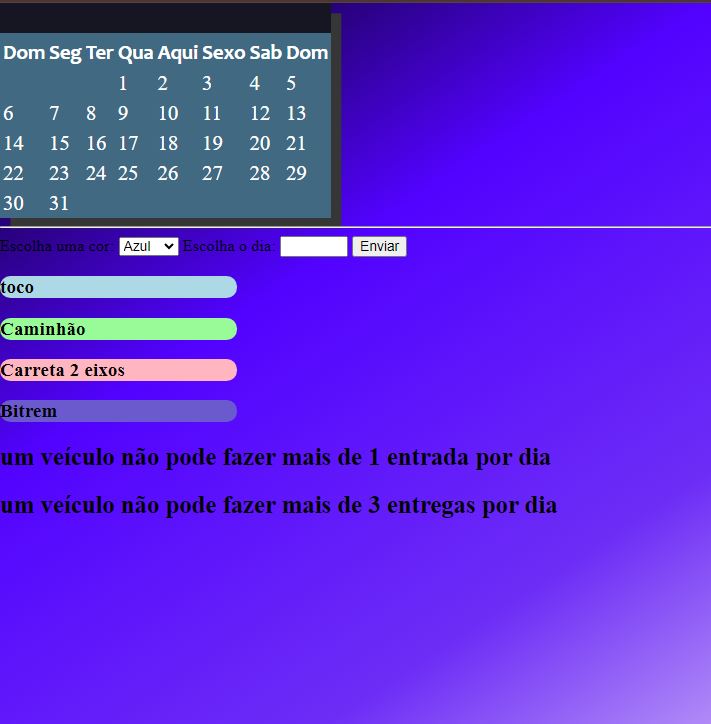 Dom Seg Ter Qua Aqui Sexo Sab Dom
1 2 3 4 5
6 7 8 9 10 11 12 13
14 15 16 17 18 19 20 21
22 23 24 25 26 27 28 29
30 31
Escolha uma cor: Azul Escolha o dia: Enviar
toco
Caminhão
Carreta 2 eixos
Bitrem
um veículo não pode fazer mais de 1 entrada por dia
um veículo não pode fazer mais de 3 entregas por dia